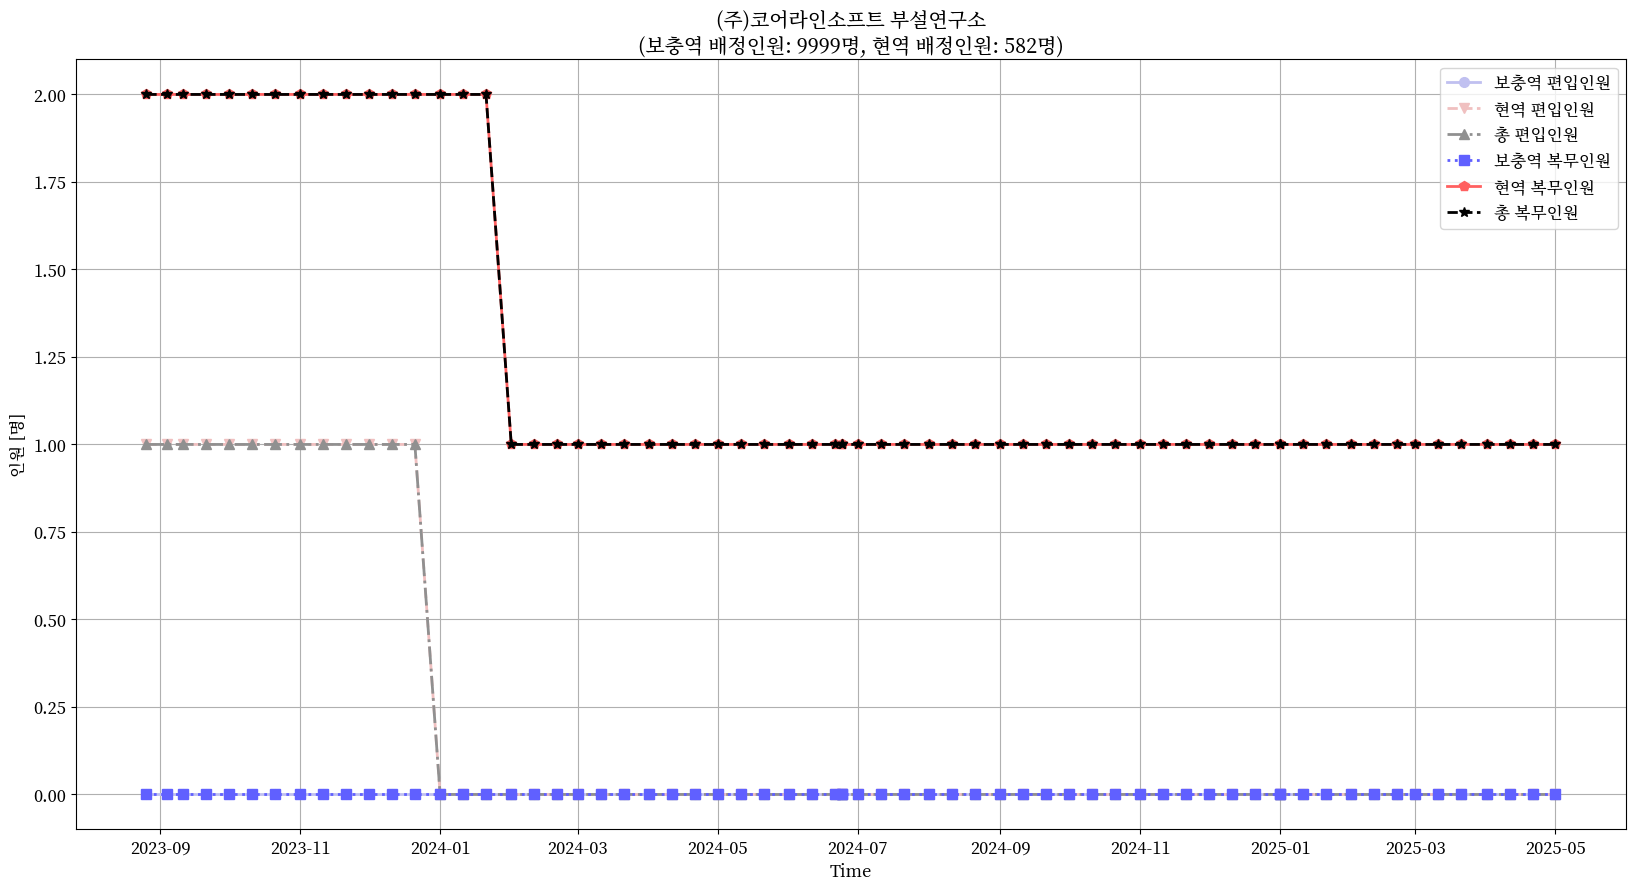 (주)코어라인소프트 부설연구소
(보충역 배정인원: 9999명, 현역 배정인원: 582명)
보충역 편입인원
현역 편입인원
총 편입인원
보충역 복무인원
현역 복무인원
총 복무인원
인원 [명]
2.00
1.75
1.50
1.25
1.00
0.75
0.50
0.25
0.00
2023-09 2023-11 2024-01 2024-03 2024-05 2024-07 2024-09 2024-11 2025-01 2025-03 2025-05
Time